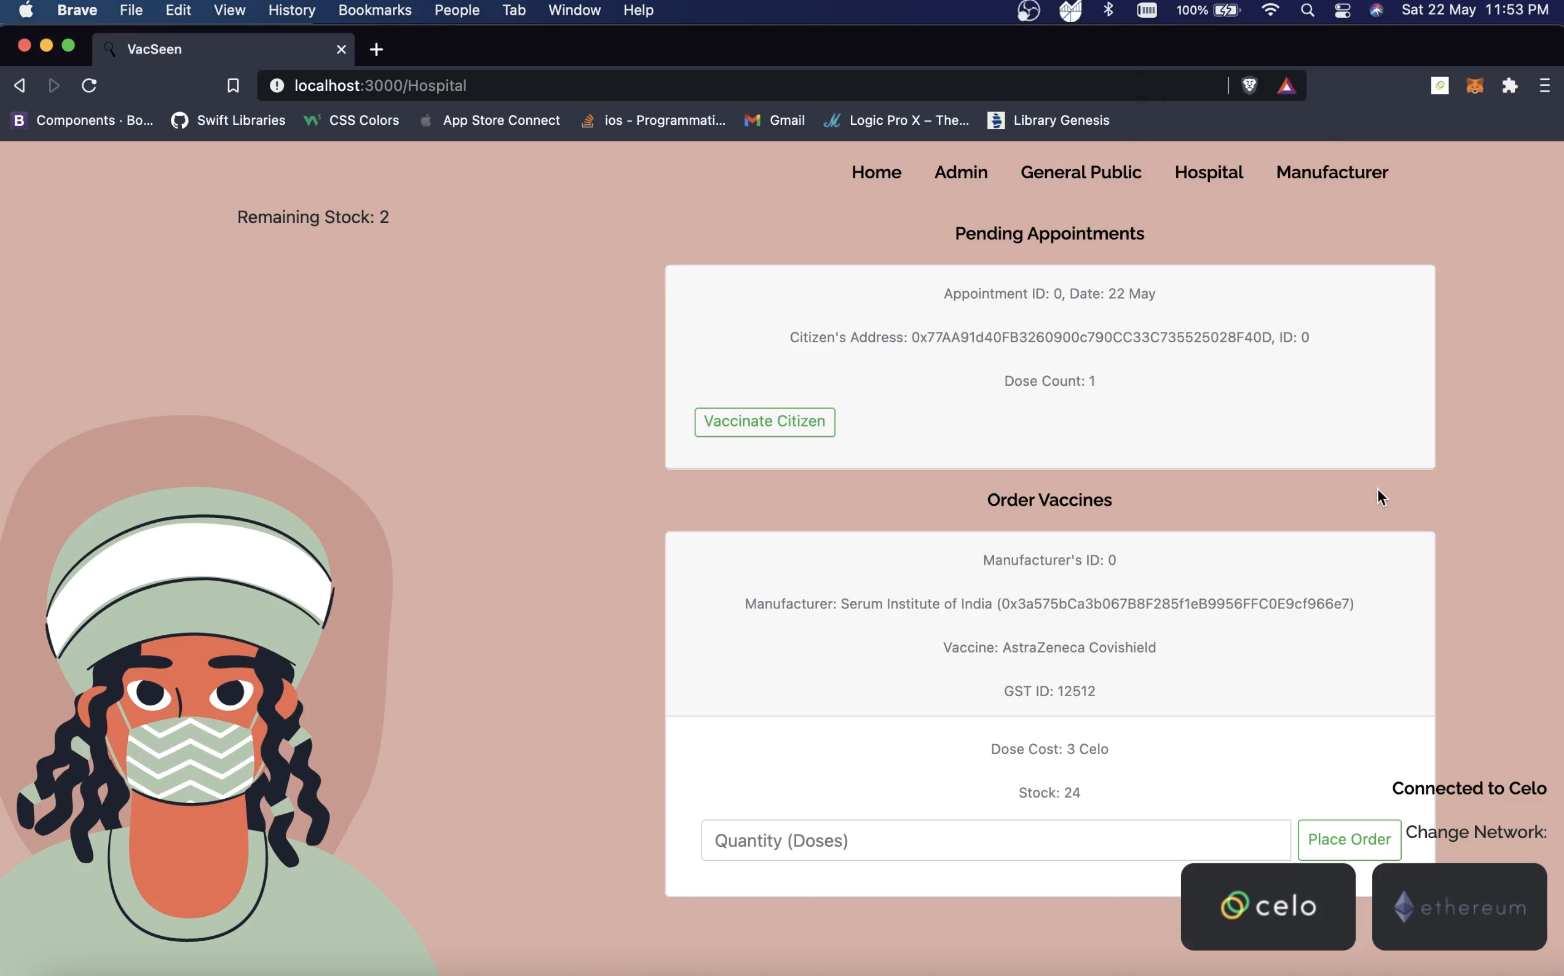 Brave File Edit View History Bookmarks People Tab Window Help 100% Sat 22 May 11:53 PM
VacSeen
localhost:3000/Hospital
B Components · Bo... Swift Libraries CSS Colors App Store Connect ios - Programmati... Gmail Logic Pro X – The... Library Genesis
Home Admin General Public Hospital Manufacturer
Remaining Stock: 2
Pending Appointments
Appointment ID: 0, Date: 22 May
Citizen's Address: 0x77AA91d40FB3260900c790CC33C735525028F40D, ID: 0
Dose Count: 1
Vaccinate Citizen
Order Vaccines
Manufacturer's ID: 0
Manufacturer: Serum Institute of India (0x3a575bCa3b067B8F285f1eB9956FFC0E9cf966e7)
Vaccine: AstraZeneca Covishield
GST ID: 12512
Dose Cost: 3 Celo
Stock: 24
Quantity (Doses)
Place Order
Connected to Celo
Change Network:
celo
ethereum